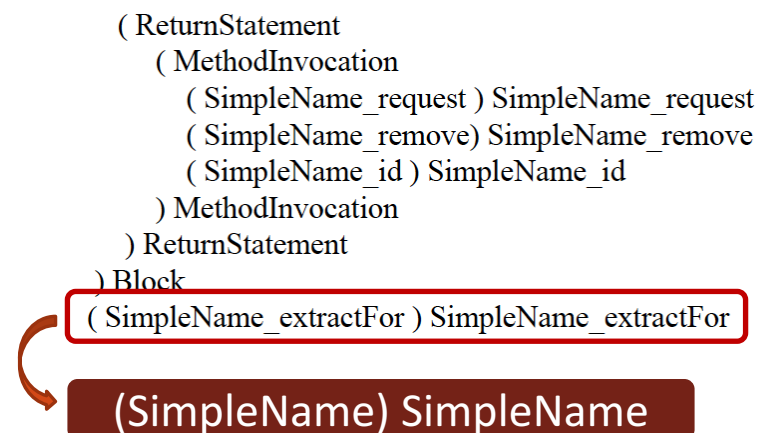 ( ReturnStatement
( MethodInvocation
( SimpleName_request ) SimpleName_request
( SimpleName_remove) SimpleName_remove
( SimpleName_id ) SimpleName_id
) MethodInvocation
) ReturnStatement
) Block
( SimpleName_extractFor ) SimpleName_extractFor
(SimpleName) SimpleName